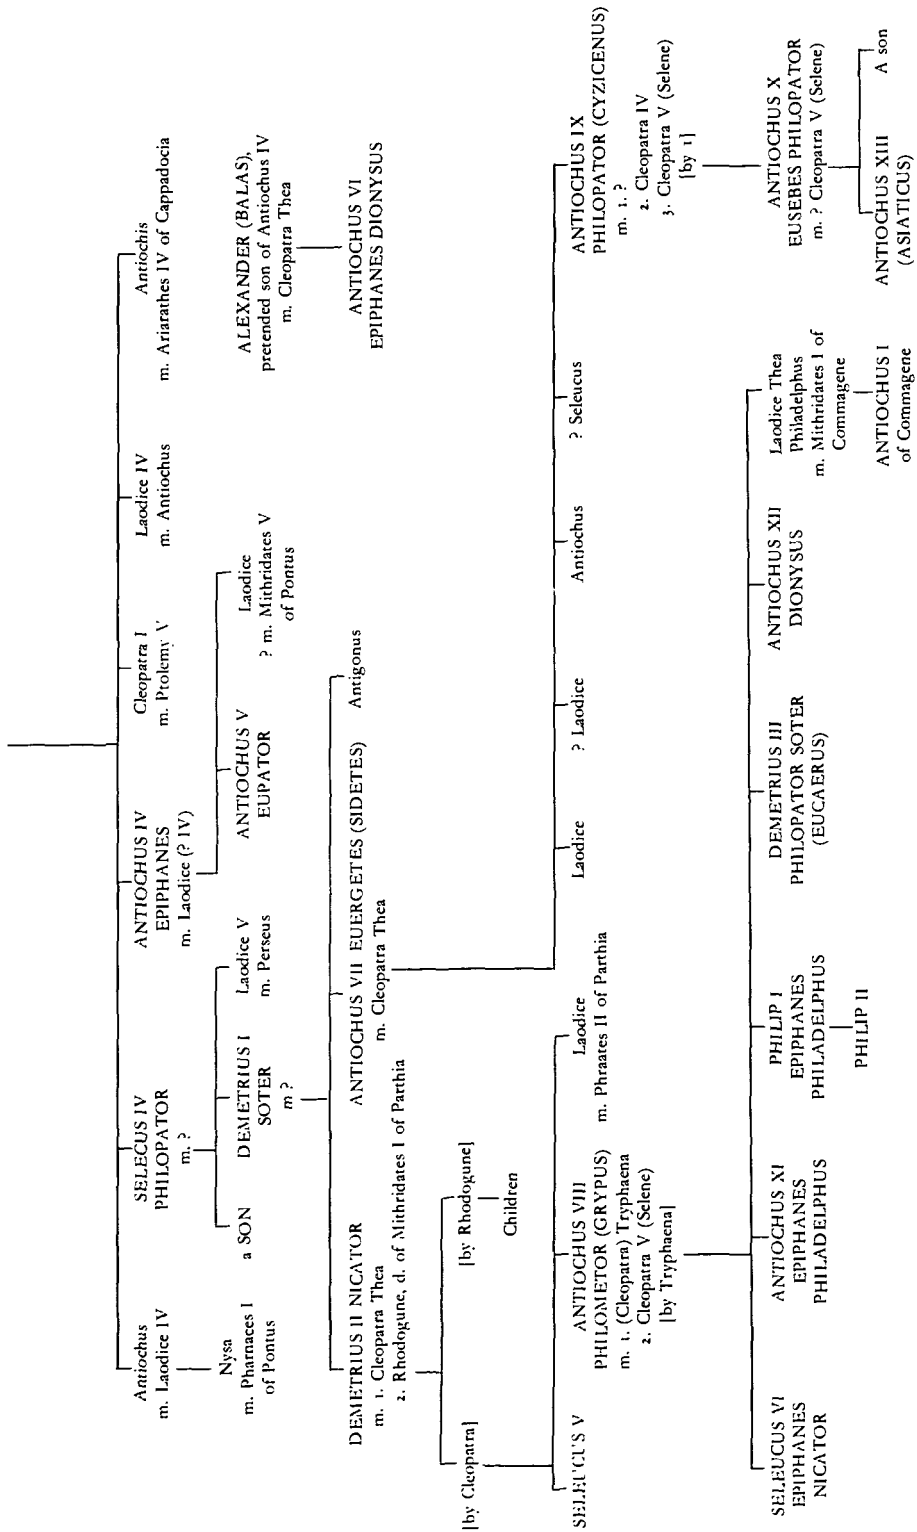 Antiochus
m. Laodice IV
SELECUS IV
PHILOPATOR
m. ?
ANTIOCHUS IV
EPIPHANES
m. Laodice (? IV)
Cleopatra I
m. Ptolemy V
Laodice IV
m. Antiochus
Antiochis
m. Ariarathes IV of Cappadocia
Nysa
m. Pharnaces I
of Pontus
a SON
DEMETRIUS I
SOTER
m ?
Laodice V
m. Perseus
ANTIOCHUS V
EUPATOR
Laodice
? m. Mithridates V
of Pontus
ALEXANDER (BALAS),
pretended son of Antiochus IV
m. Cleopatra Thea
DEMETRIUS II NICATOR
m. 1. Cleopatra Thea
2. Rhodogune, d. of Mithridates I of Parthia
ANTIOCHUS VII EUERGETES (SIDETES)
m. Cleopatra Thea
Antigonus
ANTIOCHUS VI
EPIPHANES DIONYSUS
[by Cleopatra]
[by Rhodogune]
Children
SELEUCUS V
ANTIOCHUS VIII
PHILOMETOR (GRYPUS)
m. 1. (Cleopatra) Tryphaena
2. Cleopatra V (Selene)
[by Tryphaena]
Laodice
m. Phraates II of Parthia
Laodice
? Laodice
Antiochus
? Seleucus
ANTIOCHUS IX
PHILOPATOR (CYZICENUS)
m. 1. ?
2. Cleopatra IV
3. Cleopatra V (Selene)
[by 1]
SELEUCUS VI
EPIPHANES
NICATOR
ANTIOCHUS XI
EPIPHANES
PHILADELPHUS
PHILIP I
EPIPHANES
PHILADELPHUS
PHILIP II
DEMETRIUS III
PHILOPATOR SOTER
(EUCAERUS)
ANTIOCHUS XII
DIONYSUS
Laodice Thea
Philadelphus
m. Mithridates I of
Commagene
ANTIOCHUS I
of Commagene
ANTIOCHUS X
EUSEBES PHILOPATOR
m. ? Cleopatra V (Selene)
ANTIOCHUS XIII
(ASIATICUS)
A son